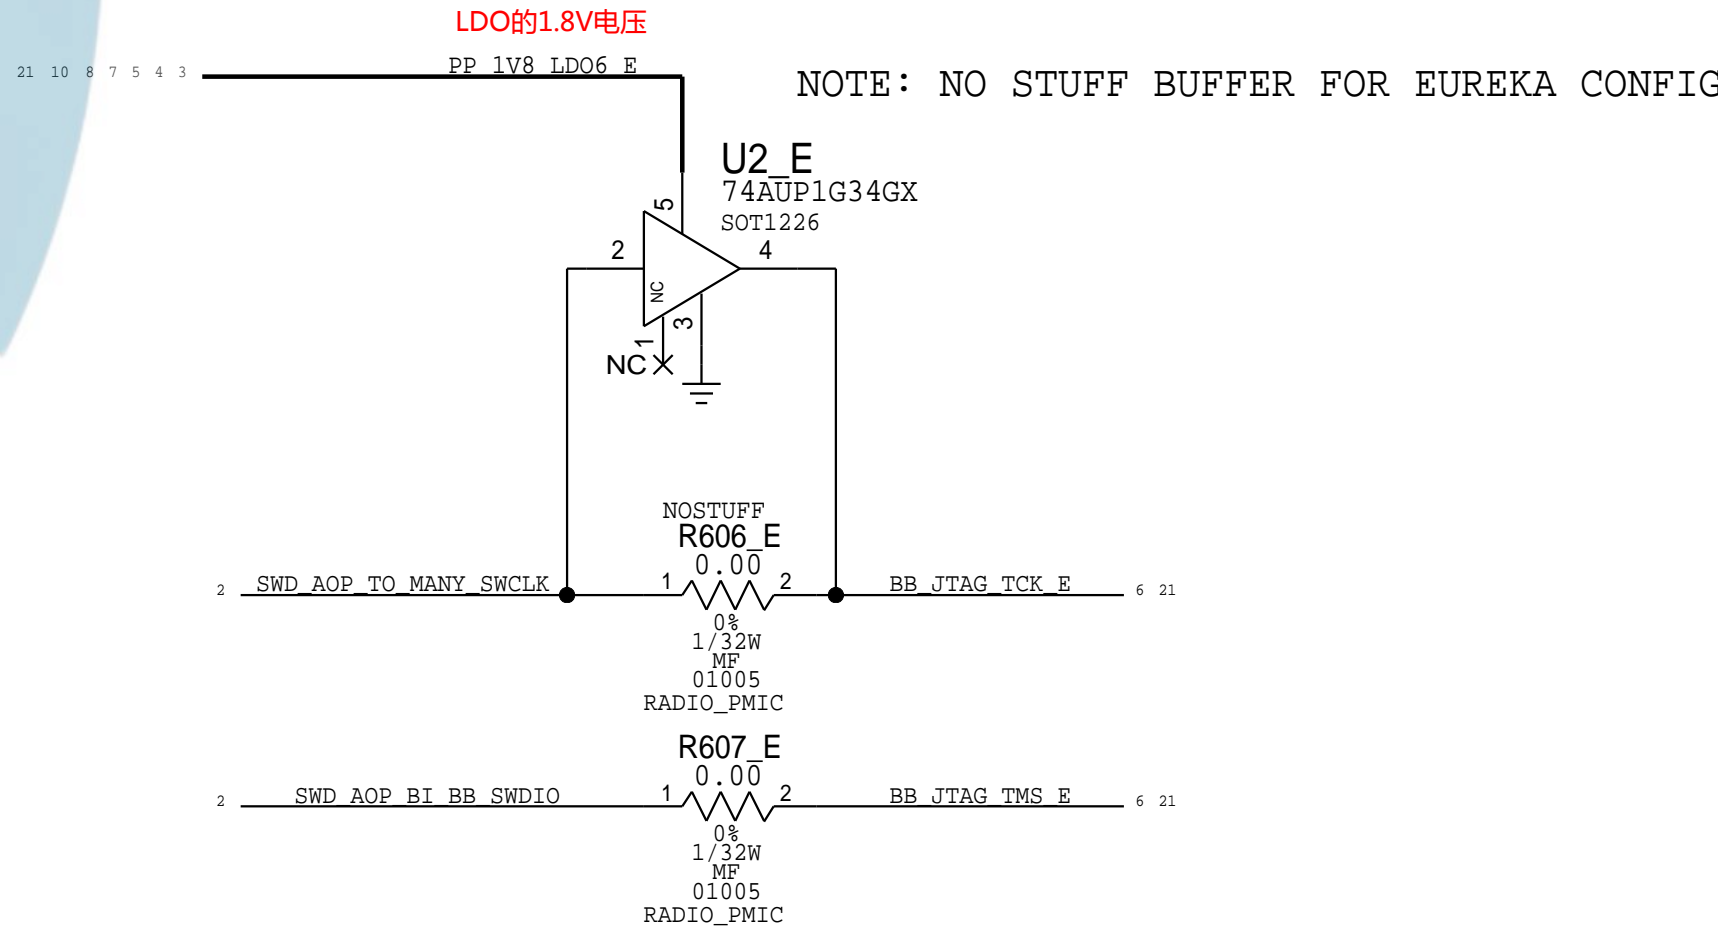 LDO的1.8V电压
21 10 8 7 5 4 3
PP_1V8_LDO6_E
NOTE: NO STUFF BUFFER FOR EUREKA CONFIG
U2_E
74AUP1G34GX
SOT1226
5
2
4
NC
3
1
NC
NOSTUFF
R606_E
0.00
2
SWD_AOP_TO_MANY_SWCLK
1
2
BB_JTAG_TCK_E
6 21
0%
1/32W
MF
01005
RADIO_PMIC
R607_E
0.00
2
SWD_AOP_BI_BB_SWDIO
1
2
BB_JTAG_TMS_E
6 21
0%
1/32W
MF
01005
RADIO_PMIC